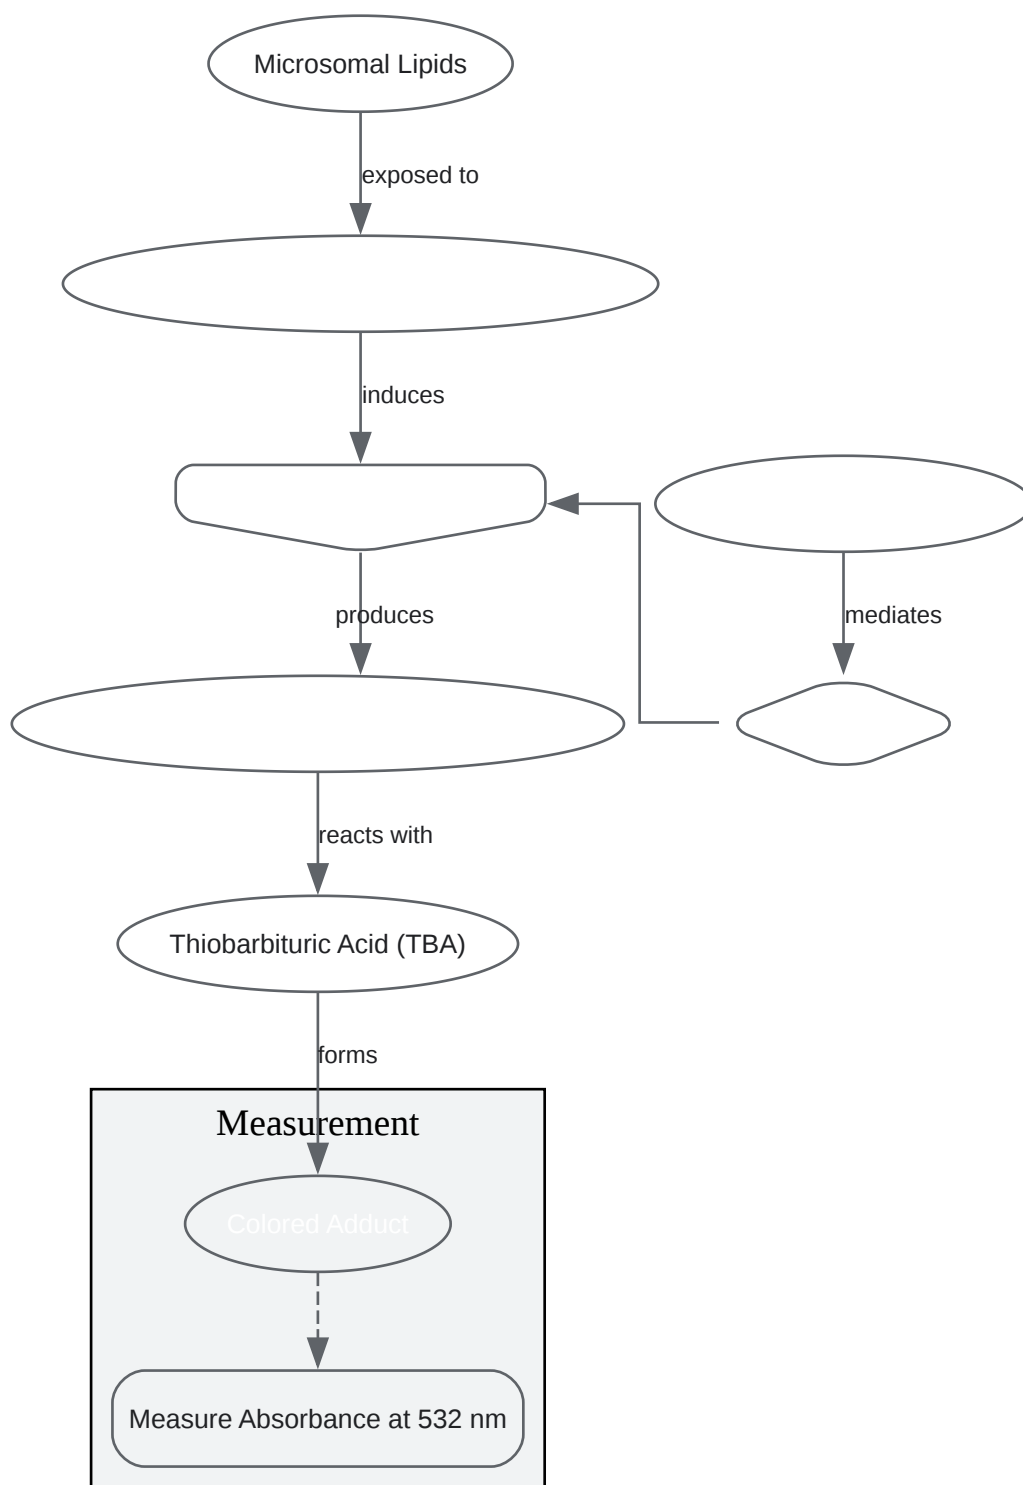 Microsomal Lipids
exposed to
induces
produces
mediates
reacts with
Thiobarbituric Acid (TBA)
forms
Measurement
Colored Adduct
Measure Absorbance at 532 nm